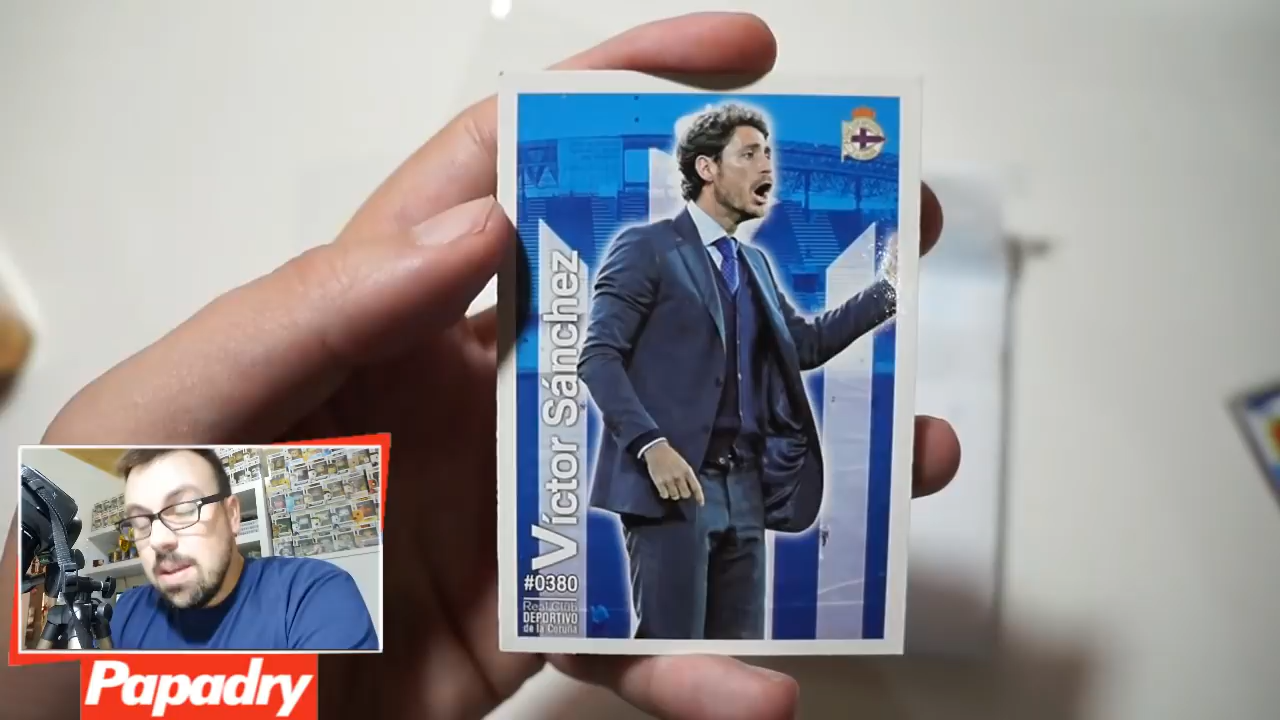 Víctor Sánchez
#0380
Real Club
DEPORTIVO
de la Coruña
Papadry